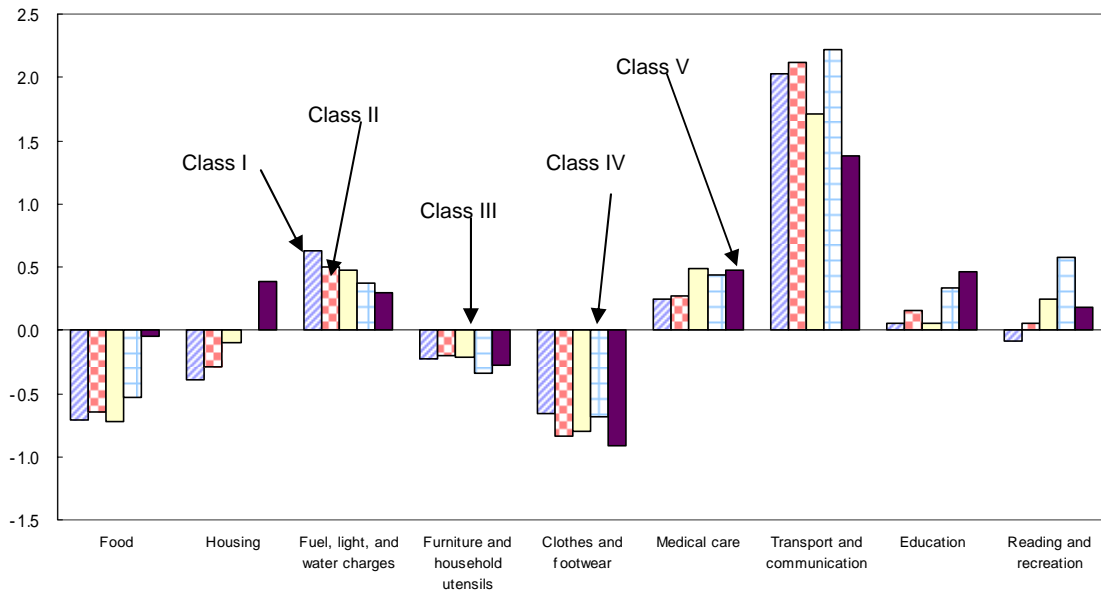 2.5
2.0
1.5
1.0
0.5
0.0
-0.5
-1.0
-1.5
Class I
Class II
Class III
Class IV
Class V
Food
Housing
Fuel, light, and
water charges
Furniture and
household
utensils
Clothes and
footwear
Medical care
Transport and
communication
Education
Reading and
recreation